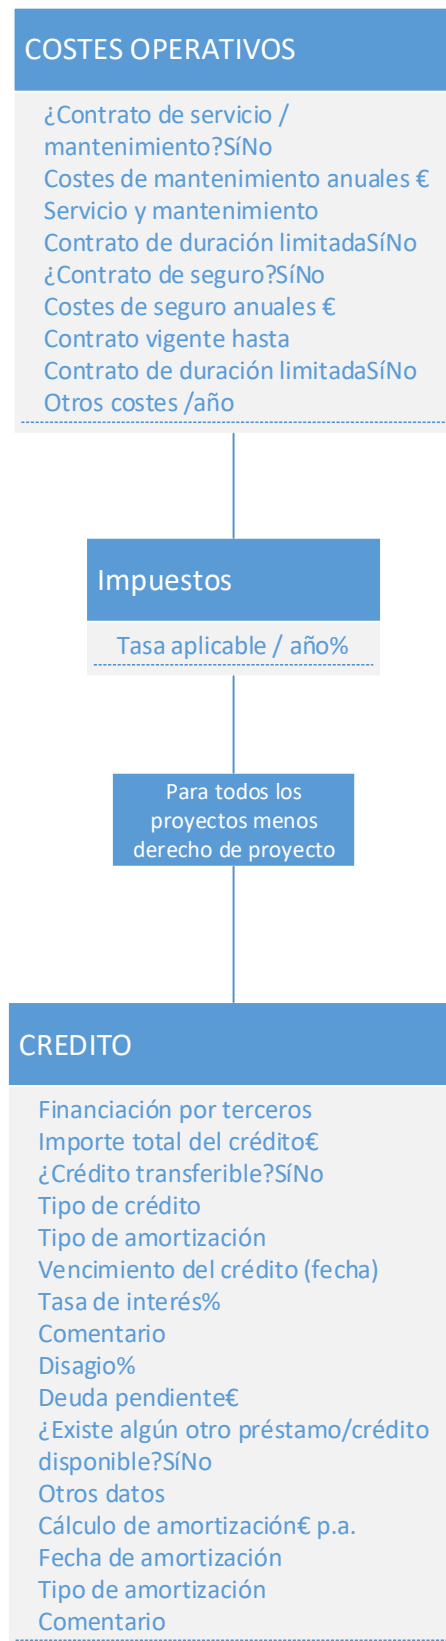 COSTES OPERATIVOS
¿Contrato de servicio /
mantenimiento?SíNo
Costes de mantenimiento anuales €
Servicio y mantenimiento
Contrato de duración limitadaSíNo
¿Contrato de seguro?SíNo
Costes de seguro anuales €
Contrato vigente hasta
Contrato de duración limitadaSíNo
Otros costes /año
Impuestos
Tasa aplicable / año%
Para todos los
proyectos menos
derecho de proyecto
CREDITO
Financiación por terceros
Importe total del crédito€
¿Crédito transferible?SíNo
Tipo de crédito
Tipo de amortización
Vencimiento del crédito (fecha)
Tasa de interés%
Comentario
Disagio%
Deuda pendiente€
¿Existe algún otro préstamo/crédito
disponible?SíNo
Otros datos
Cálculo de amortización€ p.a.
Fecha de amortización
Tipo de amortización
Comentario